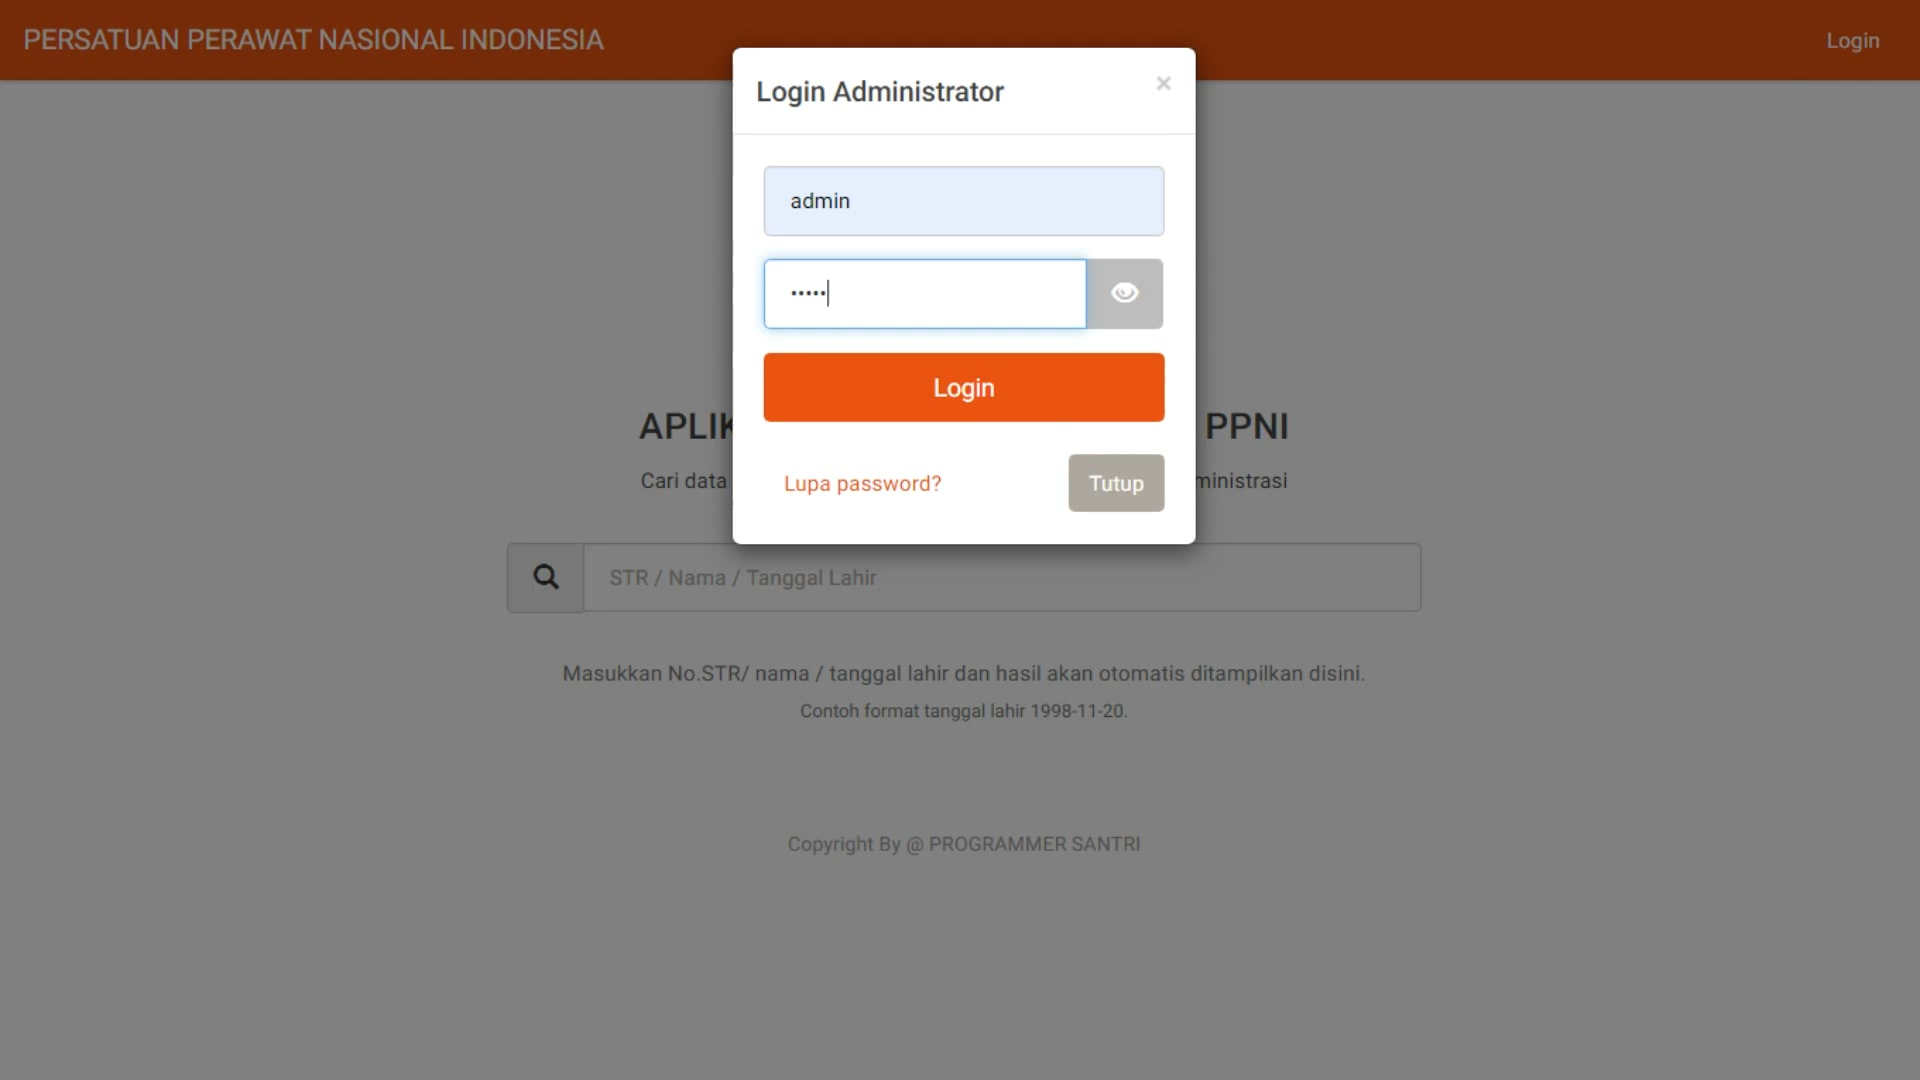 PERSATUAN PERAWAT NASIONAL INDONESIA
Login
Login Administrator
×
admin
•••••
Login
Lupa password?
Tutup
PPNI
Cari data
STR / Nama / Tanggal Lahir
Masukkan No.STR/ nama / tanggal lahir dan hasil akan otomatis ditampilkan disini.
Contoh format tanggal lahir 1998-11-20.
Copyright By @ PROGRAMMER SANTRI